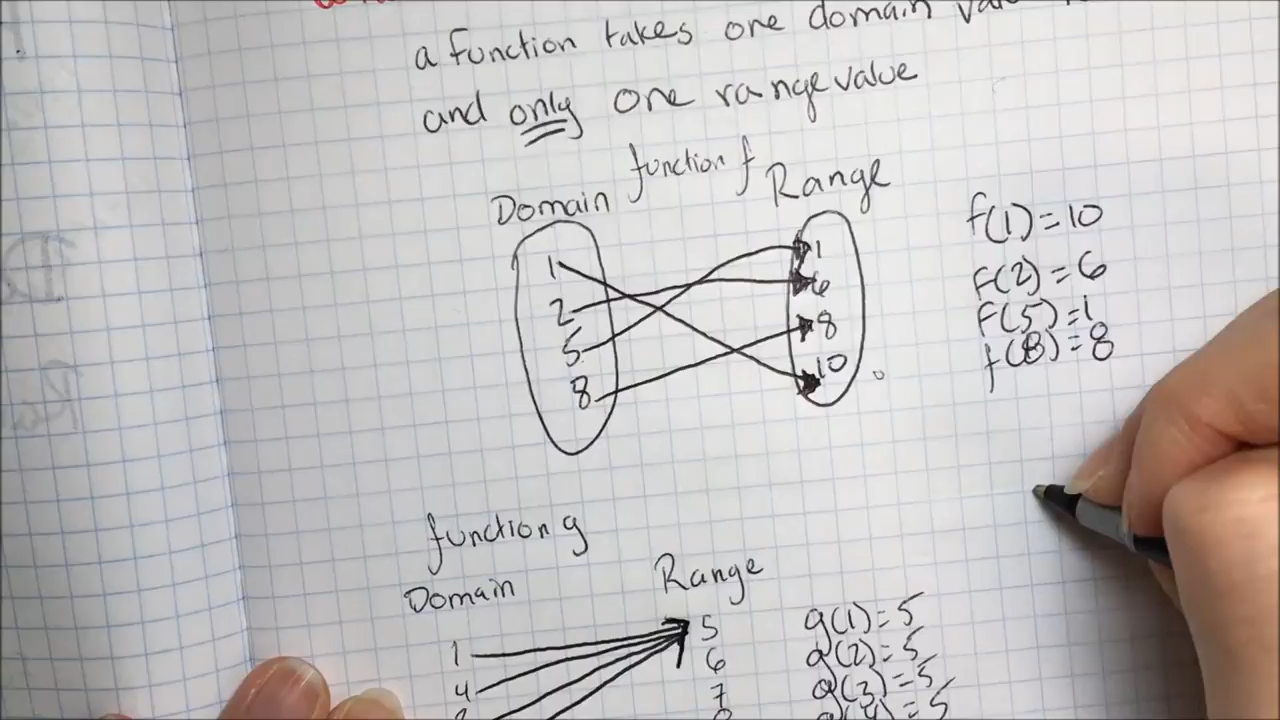 a function takes one domain
and only one range value
function f
Domain
Range
1
2
5
8
1
6
8
10
f(1)=10
f(2)=6
f(5)=1
f(8)=8
function g
Domain
Range
1
4
5
6
7
g(1)=5
g(2)=5
g(3)=5